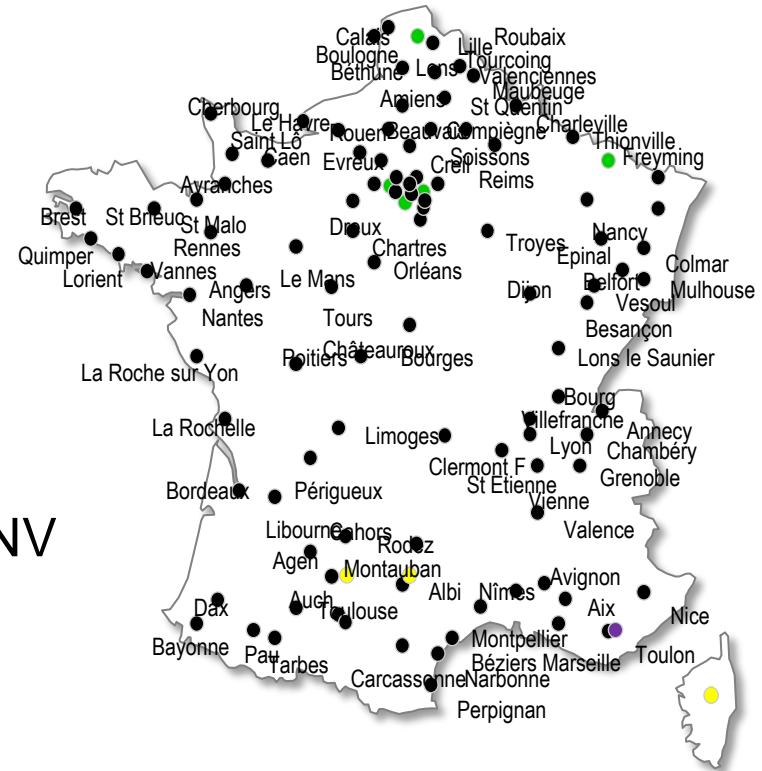 Calais
Roubaix
Boulogne
Lille
Tourcoing
Béthune
Lens
Valenciennes
Maubeuge
Amiens
St Quentin
Cherbourg
Le Havre
Rouen
Beauvais
Compiègne
Charleville
Saint Lô
Caen
Evreux
Creil
Soissons
Thionville
Freyming
Reims
Avranches
Brest
St Brieuc
St Malo
Dreux
Nancy
Rennes
Chartres
Troyes
Epinal
Quimper
Lorient
Vannes
Le Mans
Orléans
Colmar
Belfort
Angers
Dijon
Vesoul
Mulhouse
Nantes
Tours
Besançon
Poitiers
Châteauroux
Bourges
Lons le Saunier
La Roche sur Yon
Bourg
La Rochelle
Limoges
Villefranche
Annecy
Lyon
Chambéry
Clermont F
Grenoble
St Etienne
Bordeaux
Périgueux
Vienne
NV
Libourne
Cahors
Valence
Rodez
Agen
Montauban
Albi
Nîmes
Avignon
Dax
Auch
Toulouse
Aix
Nice
Bayonne
Pau
Tarbes
Montpellier
Béziers
Marseille
Toulon
Carcassonne
Narbonne
Perpignan